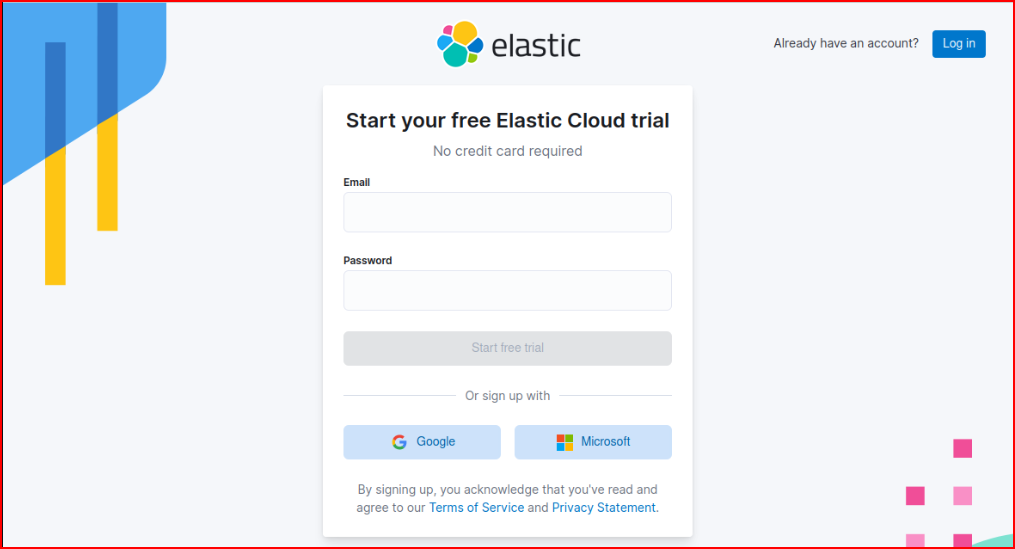 elastic
Already have an account?
Log in
Start your free Elastic Cloud trial
No credit card required
Email
Password
Start free trial
Or sign up with
Google
Microsoft
By signing up, you acknowledge that you've read and
agree to our Terms of Service and Privacy Statement.